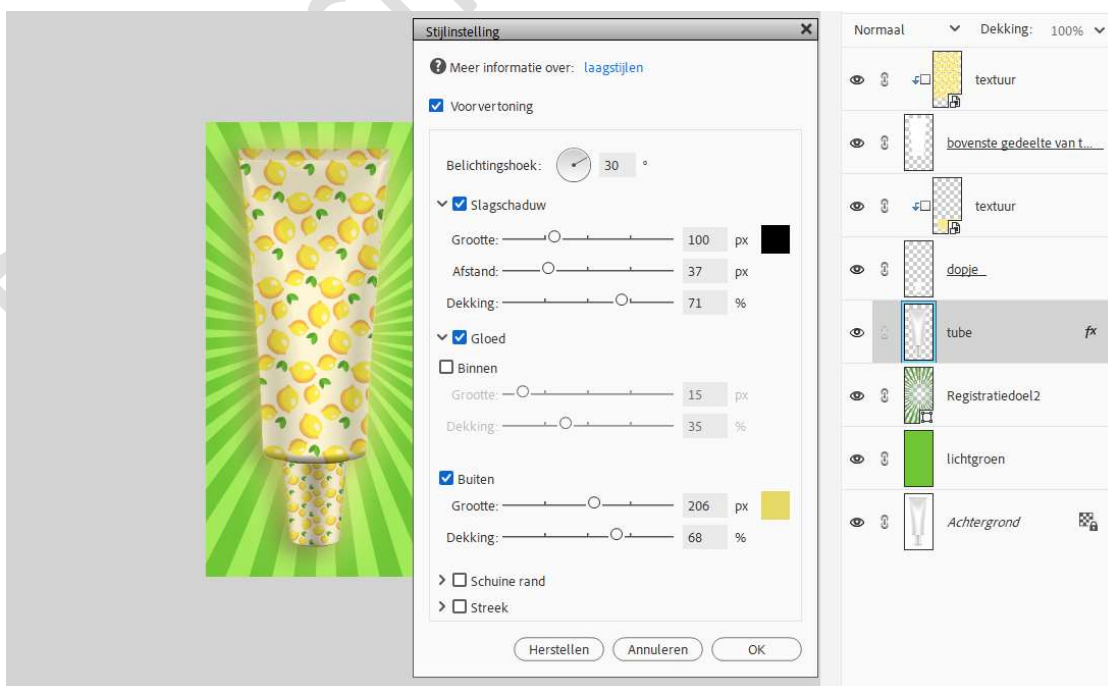 Stijlinstelling
Meer informatie over: laagstijlen
Voorvertoning
Belichtingshoek: 30 °
Slagschaduw
Grootte: 100 px
Afstand: 37 px
Dekking: 71 %
Gloed
Binnen
Grootte: 15 px
Dekking: 35 %
Buiten
Grootte: 206 px
Dekking: 68 %
Schuine rand
Streek
Herstellen Annuleren OK
Normaal Dekking: 100%
textuur
bovenste gedeelte van t...
textuur
dopje
tube fx
Registratiedoel2
lichtgroen
Achtergrond